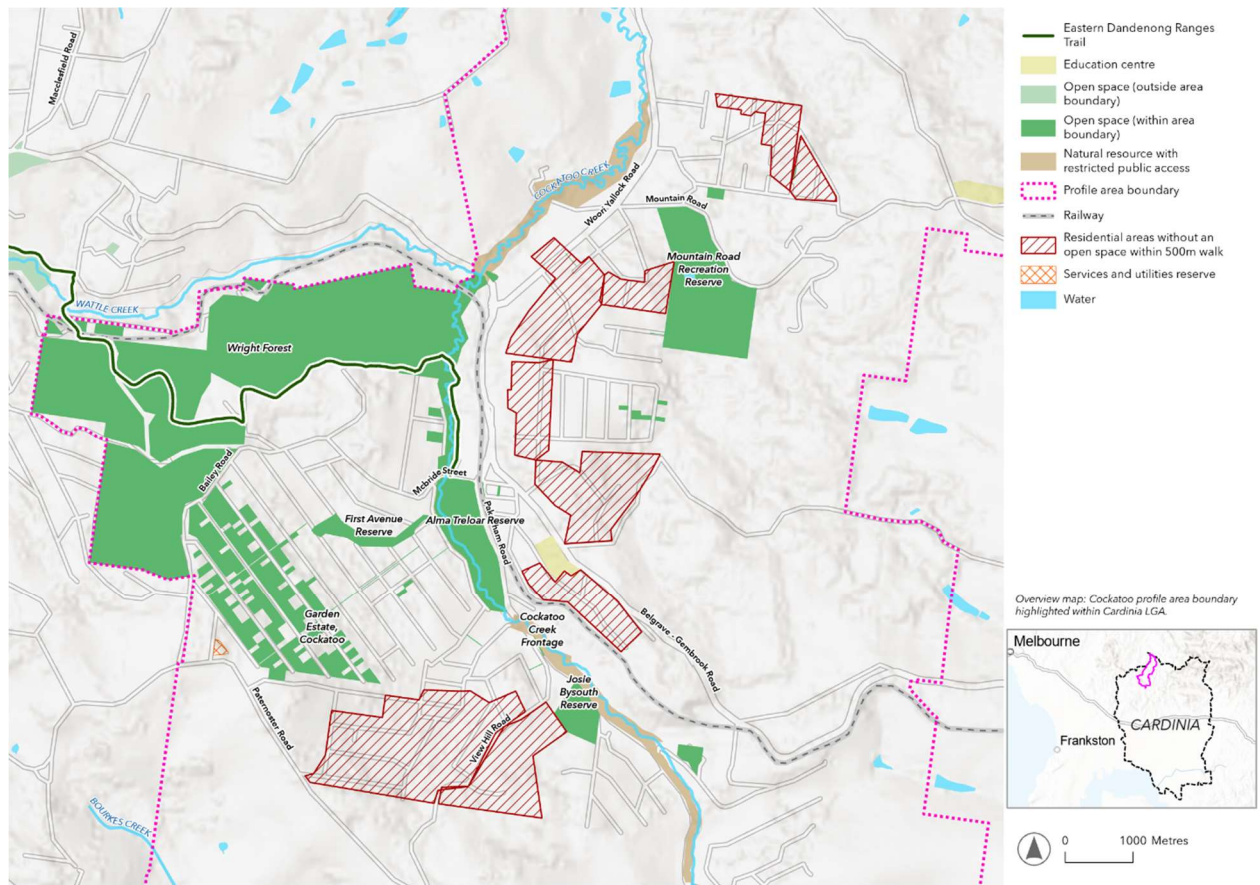 Macclesfield Road
COCKATOO CREEK
Woori Yallock Road
Mountain Road
Mountain Road
Recreation
Reserve
WATTLE CREEK
Wright Forest
Bailey Road
Mcbride Street
First Avenue
Reserve
Alma Treloar Reserve
Pakenham Road
Garden
Estate,
Cockatoo
Cockatoo
Creek
Frontage
Belgrave - Gembrook Road
Josie
Bysouth
Reserve
Paternoster Road
View Hill Road
BOURKES CREEK
Eastern Dandenong Ranges
Trail
Education centre
Open space (outside area
boundary)
Open space (within area
boundary)
Natural resource with
restricted public access
Profile area boundary
Railway
Residential areas without an
open space within 500m walk
Services and utilities reserve
Water
Overview map: Cockatoo profile area boundary
highlighted within Cardinia LGA.
Melbourne
CARDINIA
Frankston
0 1000 Metres